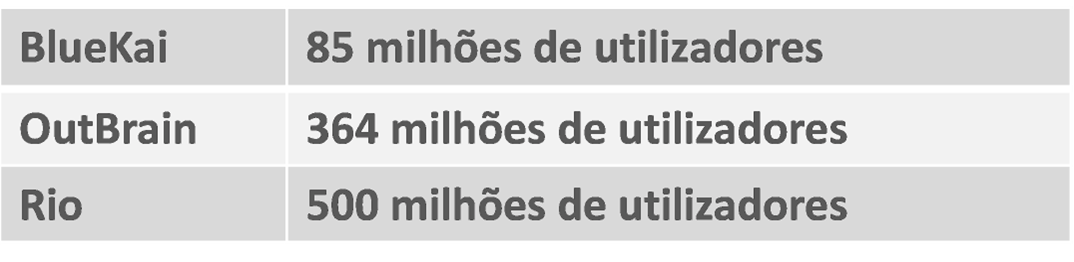 BlueKai 85 milhões de utilizadores
OutBrain 364 milhões de utilizadores
Rio 500 milhões de utilizadores